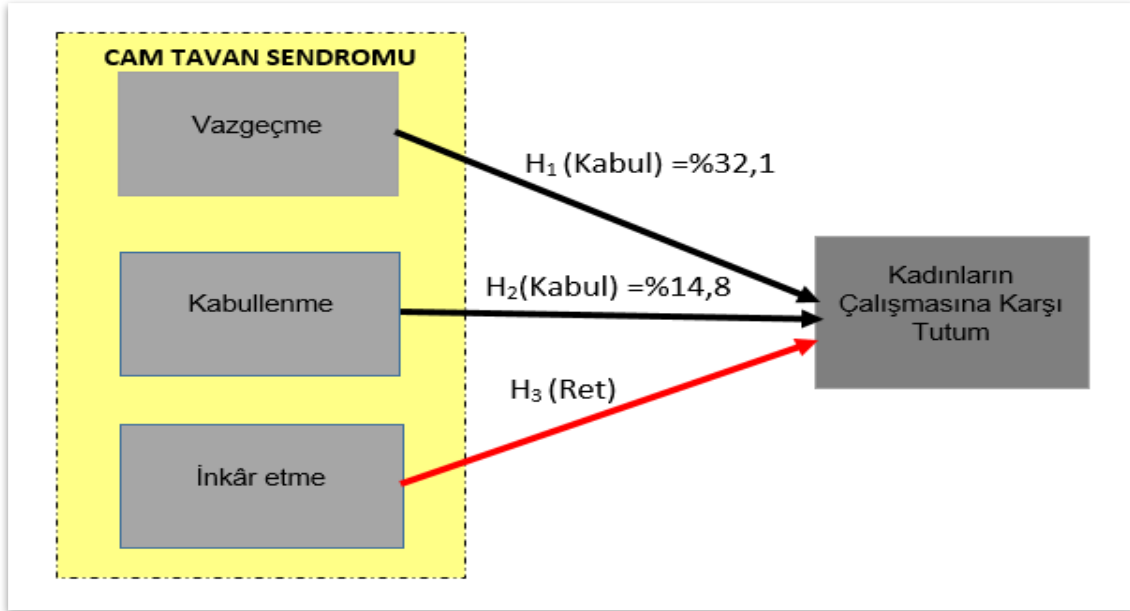 CAM TAVAN SENDROMU
Vazgeçme
H₁ (Kabul) =%32,1
Kabullenme
H₂(Kabul) =%14,8
Kadınların
Çalışmasına Karşı
Tutum
H₃ (Ret)
İnkâr etme